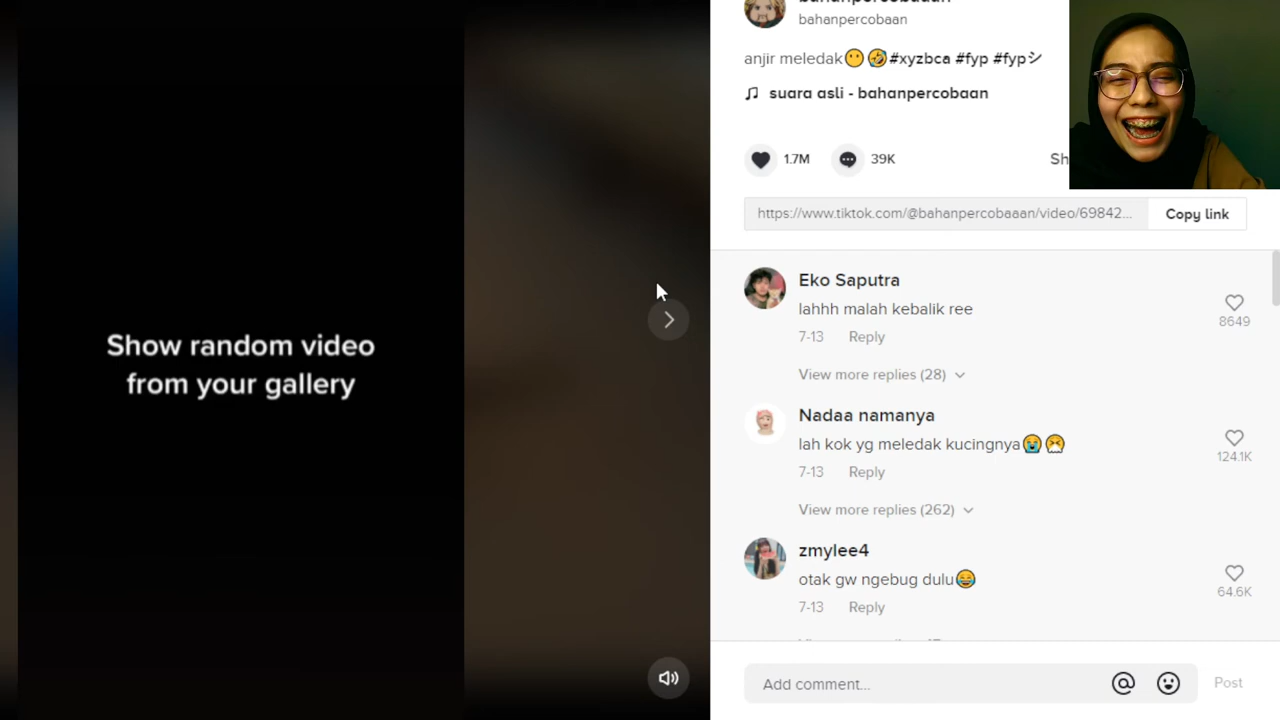 Show random video
from your gallery
bahanpercobaan
anjir meledak😶🤣#xyzbca #fyp #fypシ
suara asli - bahanpercobaan
1.7M
39K
Sh
https://www.tiktok.com/@bahanpercobaaan/video/69842...
Copy link
Eko Saputra
lahhh malah kebalik ree
8649
7-13 Reply
View more replies (28)
Nadaa namanya
lah kok yg meledak kucingnya😭😷
124.1K
7-13 Reply
View more replies (262)
zmylee4
otak gw ngebug dulu😂
64.6K
7-13 Reply
Add comment...
Post